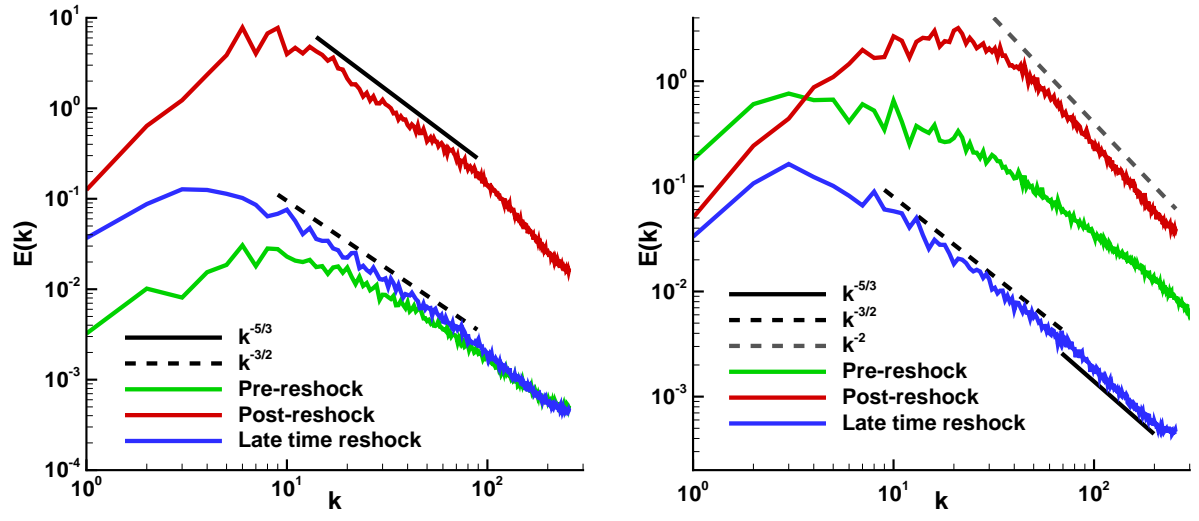 10^1
10^0
10^-1
10^-2
10^-3
10^-4
E(k)
k^-5/3
k^-3/2
Pre-reshock
Post-reshock
Late time reshock
10^0
10^1
10^2
k
10^0
10^-1
10^-2
10^-3
E(k)
k^-5/3
k^-3/2
k^-2
Pre-reshock
Post-reshock
Late time reshock
10^0
10^1
10^2
k